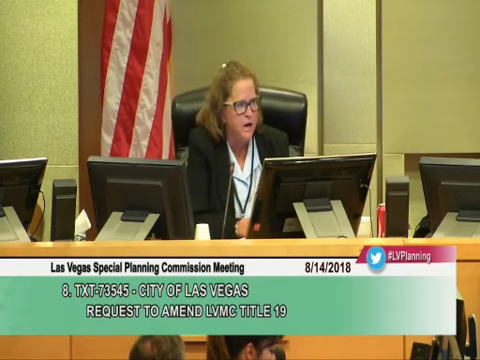 Las Vegas Special Planning Commission Meeting 8/14/2018 #LVPlanning
8. TXT-73545 - CITY OF LAS VEGAS
REQUEST TO AMEND LVMC TITLE 19